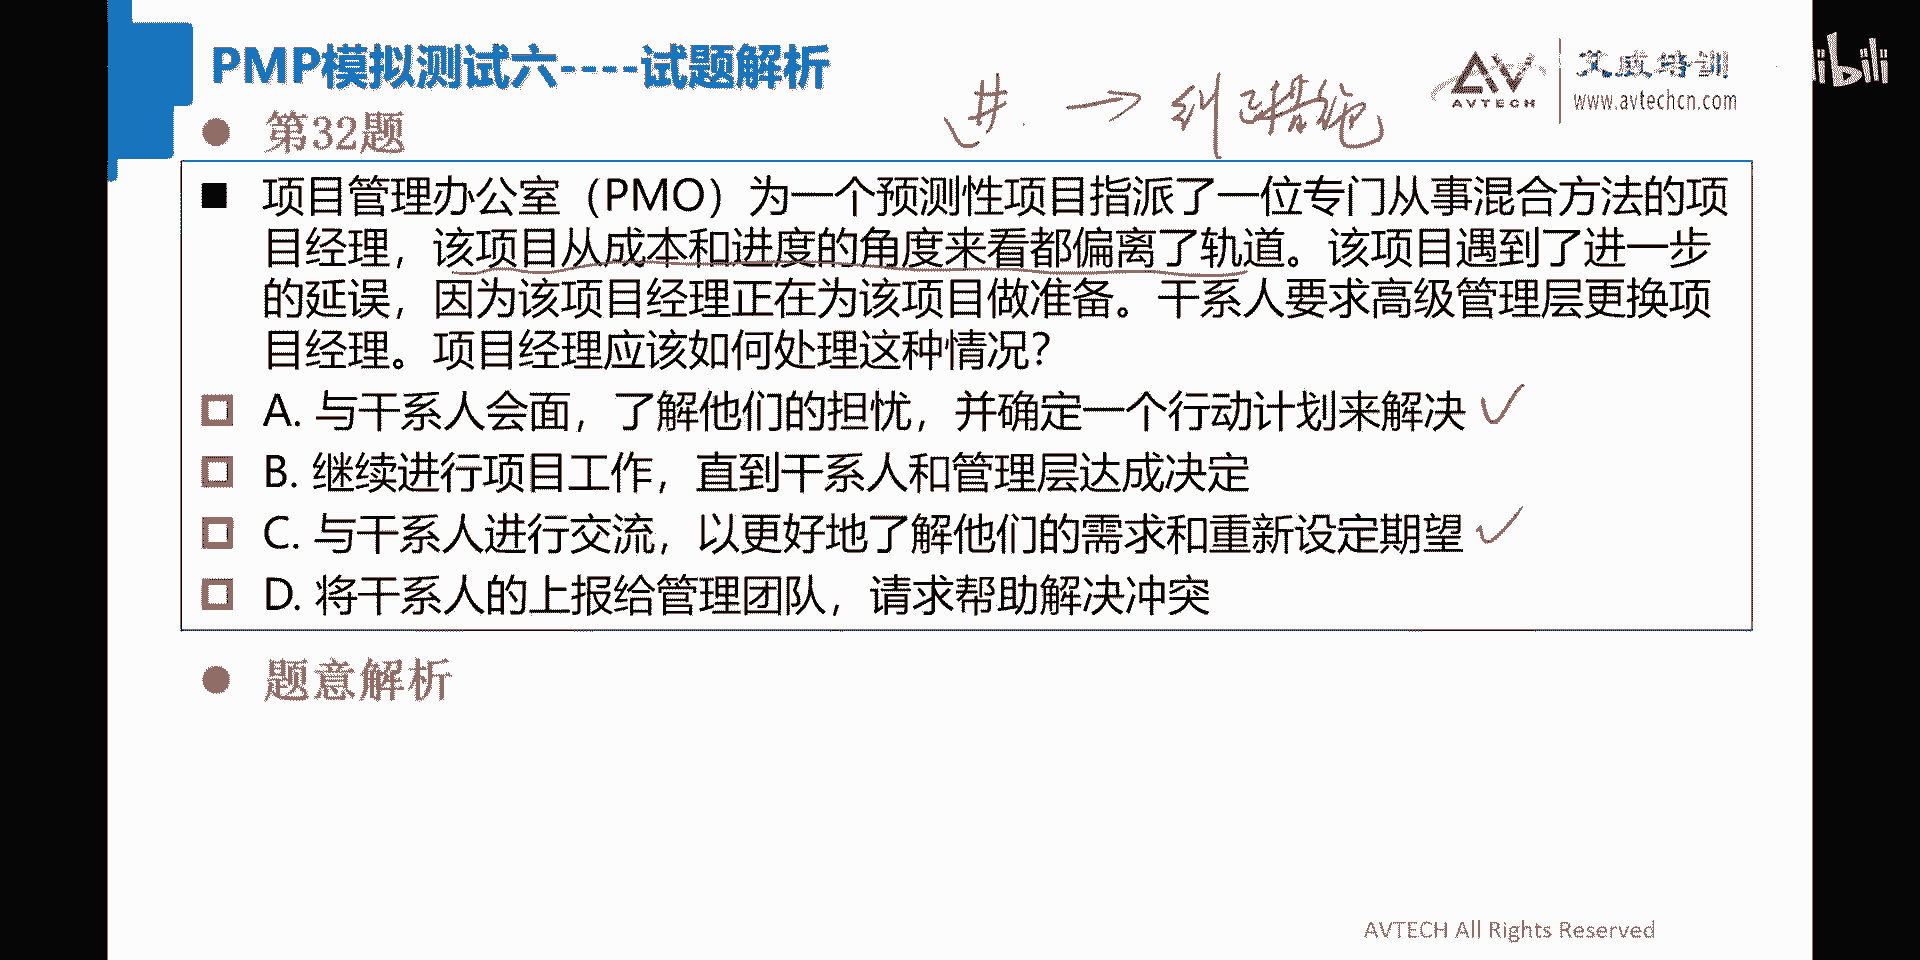 PMP模拟测试六----试题解析
进 → 纠正措施
AVTECH
艾威培训
www.avtechcn.com
bilibili
第32题
项目管理办公室（PMO）为一个预测性项目指派了一位专门从事混合方法的项
目经理，该项目从成本和进度的角度来看都偏离了轨道。该项目遇到了进一步
的延误，因为该项目经理正在为该项目做准备。干系人要求高级管理层更换项
目经理。项目经理应该如何处理这种情况？
A. 与干系人会面，了解他们的担忧，并确定一个行动计划来解决
B. 继续进行项目工作，直到干系人和管理层达成决定
C. 与干系人进行交流，以更好地了解他们的需求和重新设定期望
D. 将干系人的上报给管理团队，请求帮助解决冲突
题意解析
AVTECH All Rights Reserved